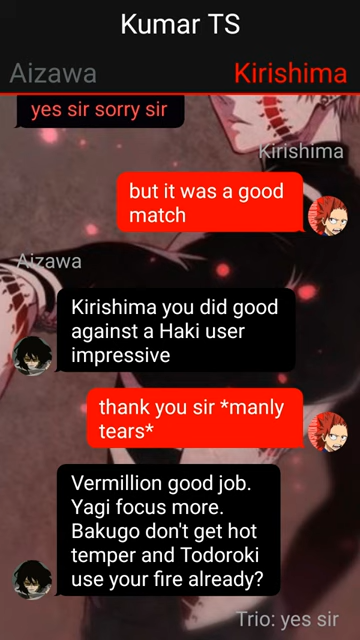 Kumar TS
Aizawa
Kirishima
yes sir sorry sir
Kirishima
but it was a good
match
Aizawa
Kirishima you did good
against a Haki user
impressive
thank you sir *manly
tears*
Vermillion good job.
Yagi focus more.
Bakugo don't get hot
temper and Todoroki
use your fire already?
Trio: yes sir